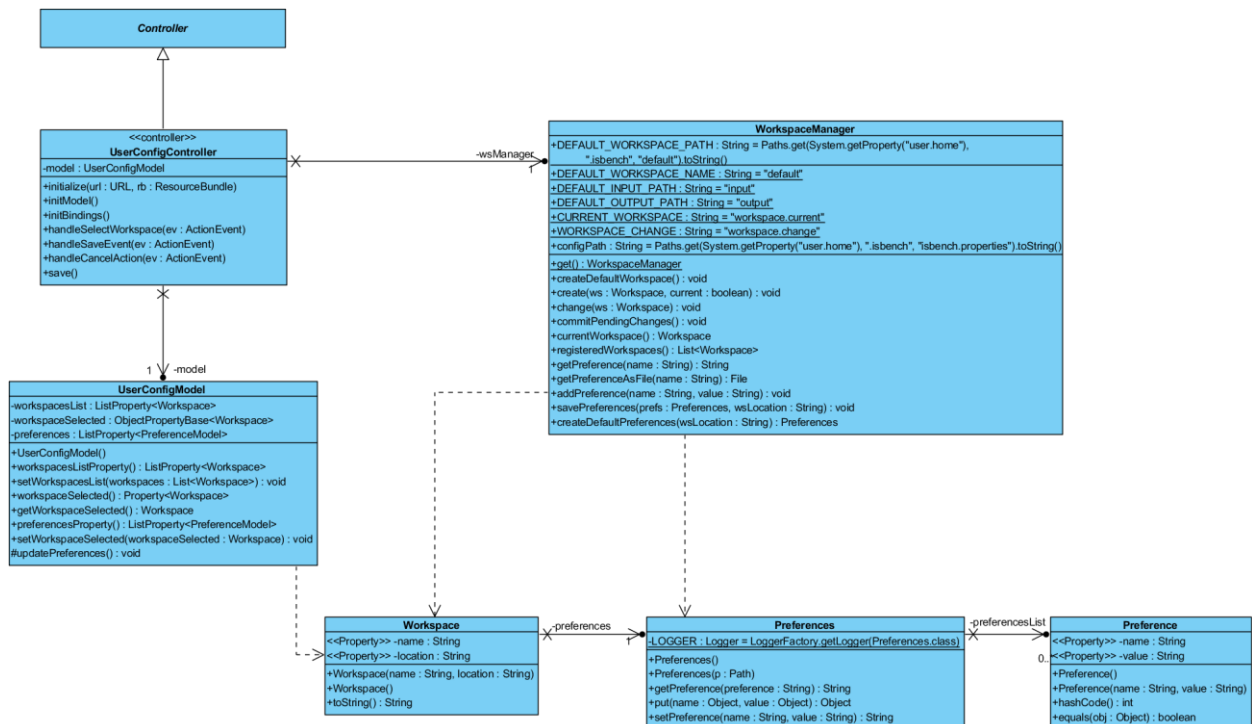 Controller
<<controller>>
UserConfigController
-model : UserConfigModel
+initialize(url : URL, rb : ResourceBundle)
+initModel()
+initBindings()
+handleSelectWorkspace(ev : ActionEvent)
+handleSaveEvent(ev : ActionEvent)
+handleCancelAction(ev : ActionEvent)
+save()
-wsManager
1
WorkspaceManager
+DEFAULT_WORKSPACE_PATH : String = Paths.get(System.getProperty("user.home"),
".isbench", "default").toString()
+DEFAULT_WORKSPACE_NAME : String = "default"
+DEFAULT_INPUT_PATH : String = "input"
+DEFAULT_OUTPUT_PATH : String = "output"
+CURRENT_WORKSPACE : String = "workspace.current"
+WORKSPACE_CHANGE : String = "workspace.change"
+configPath : String = Paths.get(System.getProperty("user.home"), ".isbench", "isbench.properties").toString()
+get() : WorkspaceManager
+createDefaultWorkspace() : void
+create(ws : Workspace, current : boolean) : void
+change(ws : Workspace) : void
+commitPendingChanges() : void
+currentWorkspace() : Workspace
+registeredWorkspaces() : List<Workspace>
+getPreference(name : String) : String
+getPreferenceAsFile(name : String) : File
+addPreference(name : String, value : String) : void
+savePreferences(prefs : Preferences, wsLocation : String) : void
+createDefaultPreferences(wsLocation : String) : Preferences
1
-model
UserConfigModel
-workspacesList : ListProperty<Workspace>
-workspaceSelected : ObjectPropertyBase<Workspace>
-preferences : ListProperty<PreferenceModel>
+UserConfigModel()
+workspacesListProperty() : ListProperty<Workspace>
+setWorkspacesList(workspaces : List<Workspace>) : void
+workspaceSelected() : Property<Workspace>
+getWorkspaceSelected() : Workspace
+preferencesProperty() : ListProperty<PreferenceModel>
+setWorkspaceSelected(workspaceSelected : Workspace) : void
#updatePreferences() : void
Workspace
<<Property>> -name : String
<<Property>> -location : String
+Workspace(name : String, location : String)
+Workspace()
+toString() : String
-preferences
1
Preferences
-LOGGER : Logger = LoggerFactory.getLogger(Preferences.class)
+Preferences()
+Preferences(p : Path)
+getPreference(preference : String) : String
+put(name : Object, value : Object) : Object
+setPreference(name : String, value : String) : String
-preferencesList
0..
Preference
<<Property>> -name : String
<<Property>> -value : String
+Preference()
+Preference(name : String, value : String)
+hashCode() : int
+equals(obj : Object) : boolean